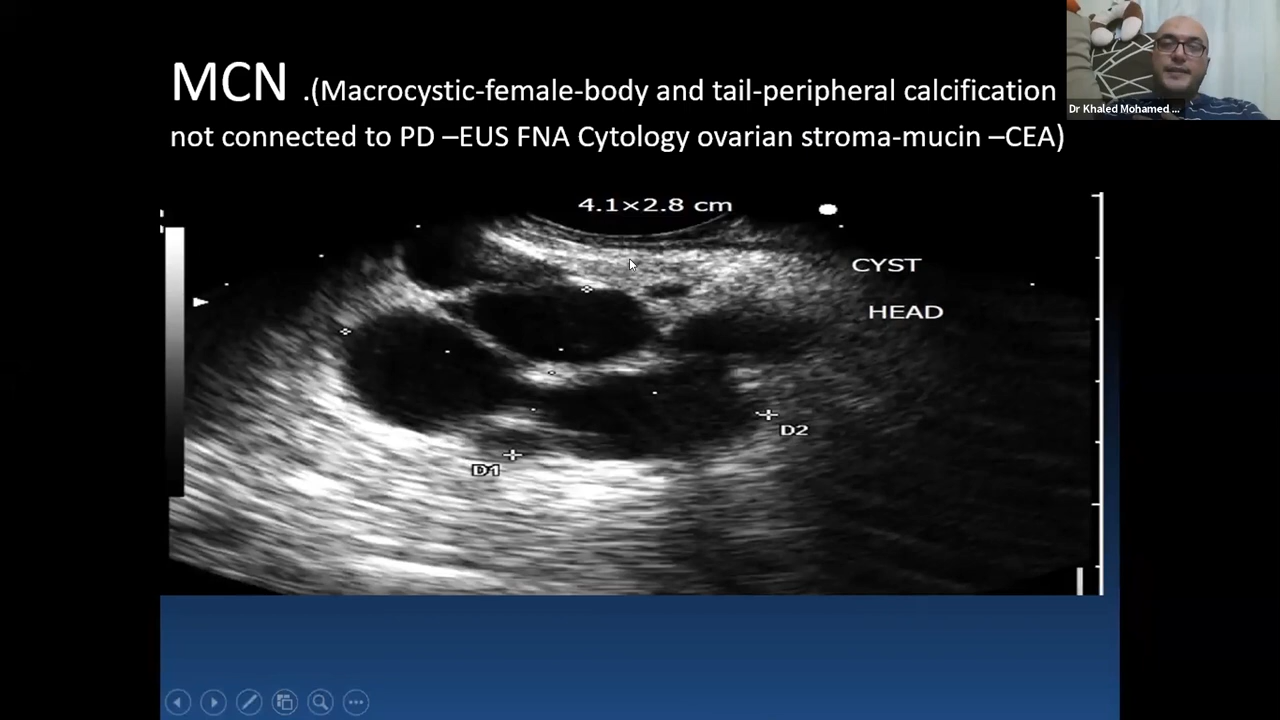 MCN .(Macrocystic-female-body and tail-peripheral calcification
not connected to PD –EUS FNA Cytology ovarian stroma-mucin –CEA)
Dr Khaled Mohamed ...
4.1×2.8 cm
CYST
HEAD
D2
D1